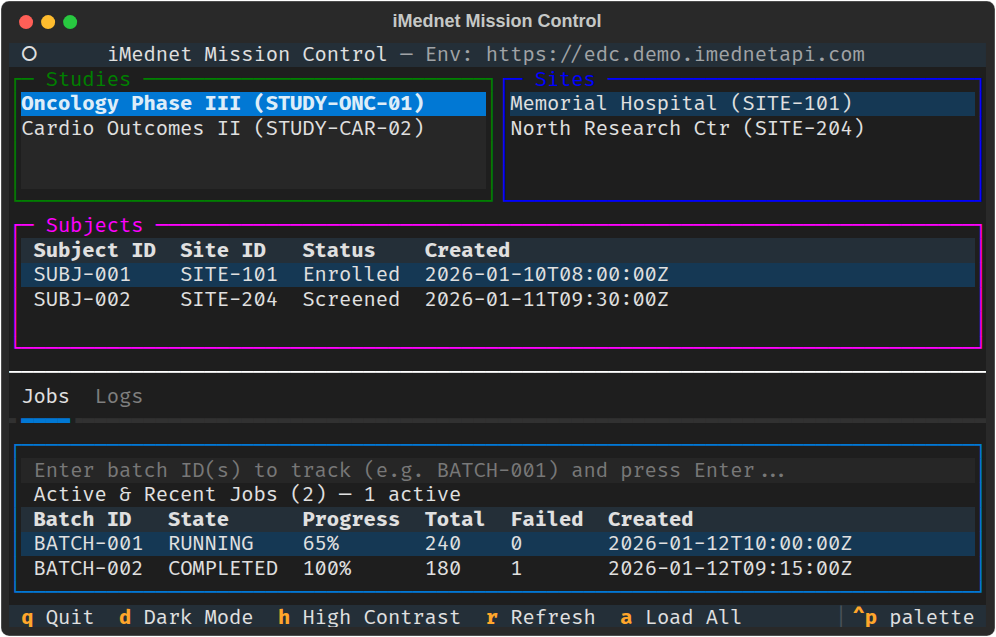 iMednet Mission Control
O iMednet Mission Control — Env: https://edc.demo.imednetapi.com
Studies
Oncology Phase III (STUDY-ONC-01)
Cardio Outcomes II (STUDY-CAR-02)
Sites
Memorial Hospital (SITE-101)
North Research Ctr (SITE-204)
Subjects
Subject ID Site ID Status Created
SUBJ-001 SITE-101 Enrolled 2026-01-10T08:00:00Z
SUBJ-002 SITE-204 Screened 2026-01-11T09:30:00Z
Jobs Logs
Enter batch ID(s) to track (e.g. BATCH-001) and press Enter...
Active & Recent Jobs (2) — 1 active
Batch ID State Progress Total Failed Created
BATCH-001 RUNNING 65% 240 0 2026-01-12T10:00:00Z
BATCH-002 COMPLETED 100% 180 1 2026-01-12T09:15:00Z
q Quit d Dark Mode h High Contrast r Refresh a Load All ^p palette